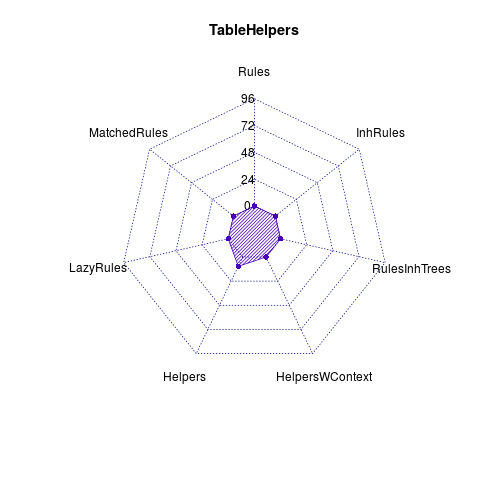 TableHelpers
Rules
96
MatchedRules
InhRules
72
48
24
0
LazyRules
RulesInhTrees
Helpers
HelpersWContext